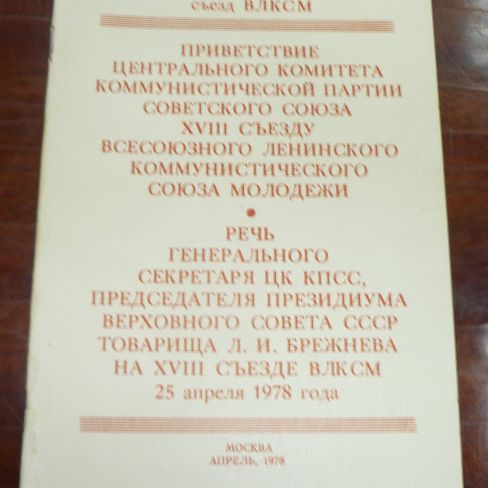 съезд ВЛКСМ
ПРИВЕТСТВИЕ
ЦЕНТРАЛЬНОГО КОМИТЕТА
КОММУНИСТИЧЕСКОЙ ПАРТИИ
СОВЕТСКОГО СОЮЗА
XVIII СЪЕЗДУ
ВСЕСОЮЗНОГО ЛЕНИНСКОГО
КОММУНИСТИЧЕСКОГО
СОЮЗА МОЛОДЕЖИ
•
РЕЧЬ
ГЕНЕРАЛЬНОГО
СЕКРЕТАРЯ ЦК КПСС,
ПРЕДСЕДАТЕЛЯ ПРЕЗИДИУМА
ВЕРХОВНОГО СОВЕТА СССР
ТОВАРИЩА Л. И. БРЕЖНЕВА
НА XVIII СЪЕЗДЕ ВЛКСМ
25 апреля 1978 года
МОСКВА
АПРЕЛЬ, 1978